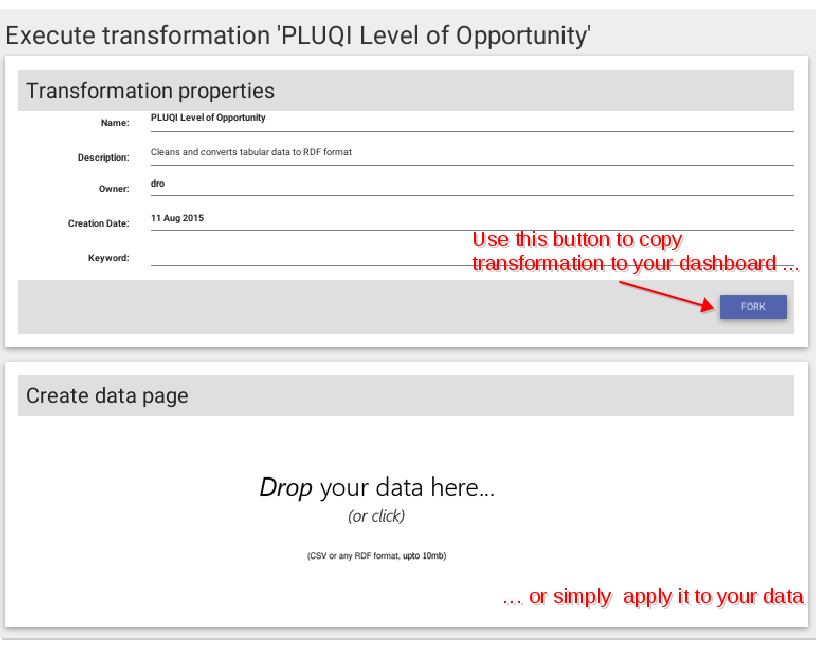 Execute transformation 'PLUQI Level of Opportunity'
Transformation properties
Name: PLUQI Level of Opportunity
Description: Cleans and converts tabular data to RDF format
Owner: dro
Creation Date: 11 Aug 2015
Keyword:
Use this button to copy
transformation to your dashboard ...
FORK
Create data page
Drop your data here...
(or click)
(CSV or any RDF format, upto 10mb)
... or simply apply it to your data